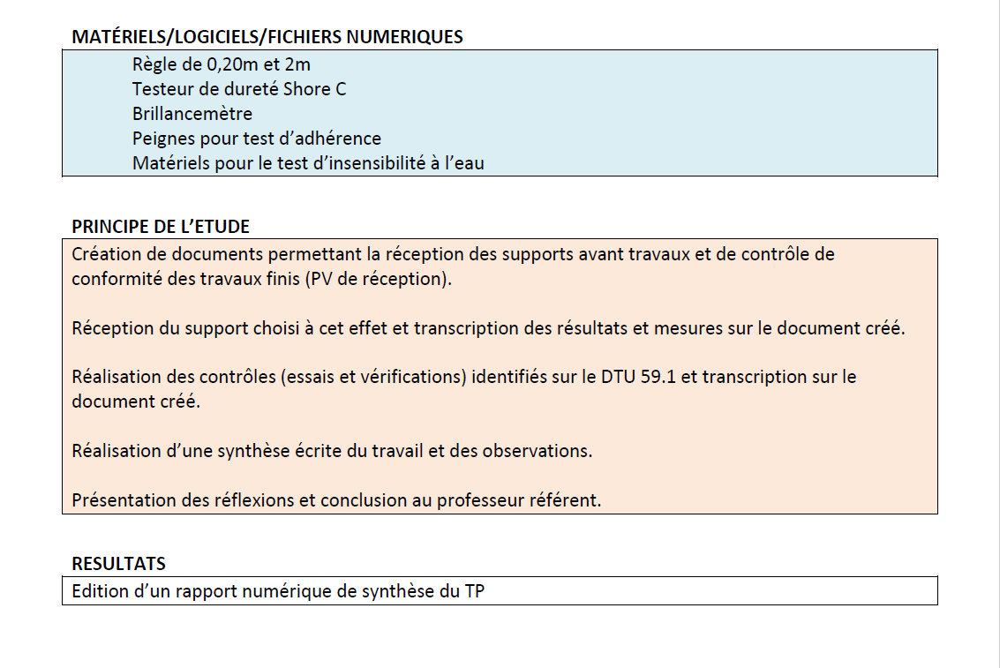 MATÉRIELS/LOGICIELS/FICHIERS NUMERIQUES
Règle de 0,20m et 2m
Testeur de dureté Shore C
Brillancemètre
Peignes pour test d’adhérence
Matériels pour le test d’insensibilité à l’eau
PRINCIPE DE L’ETUDE
Création de documents permettant la réception des supports avant travaux et de contrôle de
conformité des travaux finis (PV de réception).
Réception du support choisi à cet effet et transcription des résultats et mesures sur le document créé.
Réalisation des contrôles (essais et vérifications) identifiés sur le DTU 59.1 et transcription sur le
document créé.
Réalisation d’une synthèse écrite du travail et des observations.
Présentation des réflexions et conclusion au professeur référent.
RESULTATS
Edition d’un rapport numérique de synthèse du TP